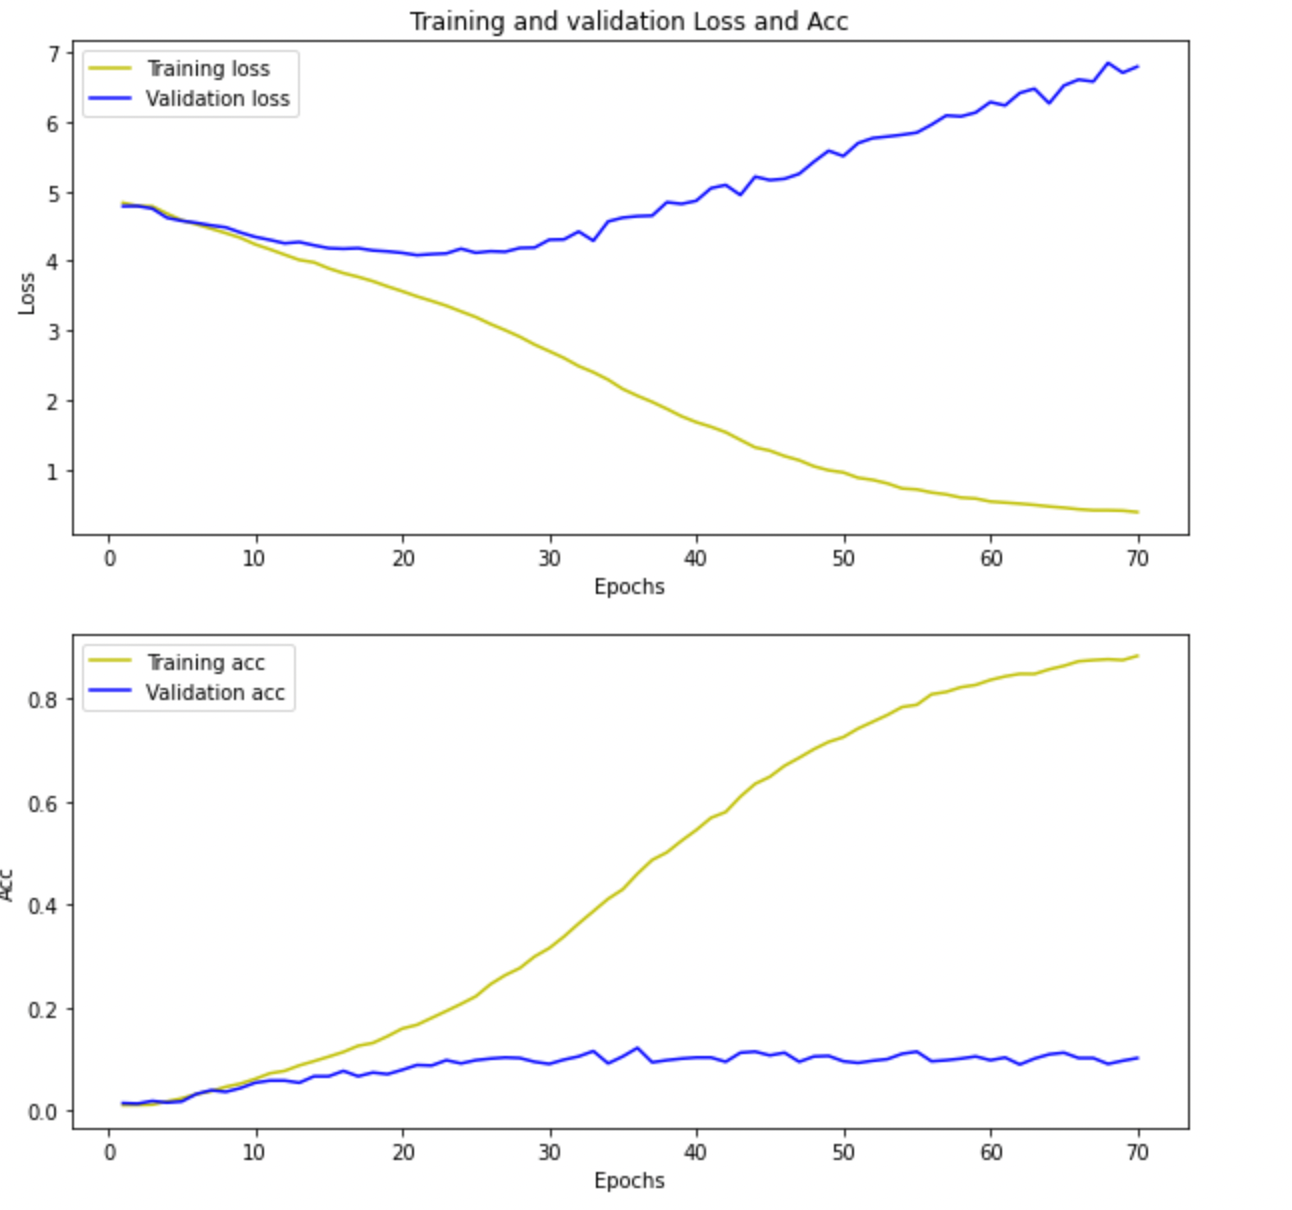 Training and validation Loss and Acc
7
Training loss
Validation loss
6
5
4
Loss
3
2
1
0 10 20 30 40 50 60 70
Epochs
Training acc
Validation acc
0.8
0.6
0.4
Acc
0.2
0.0
0 10 20 30 40 50 60 70
Epochs